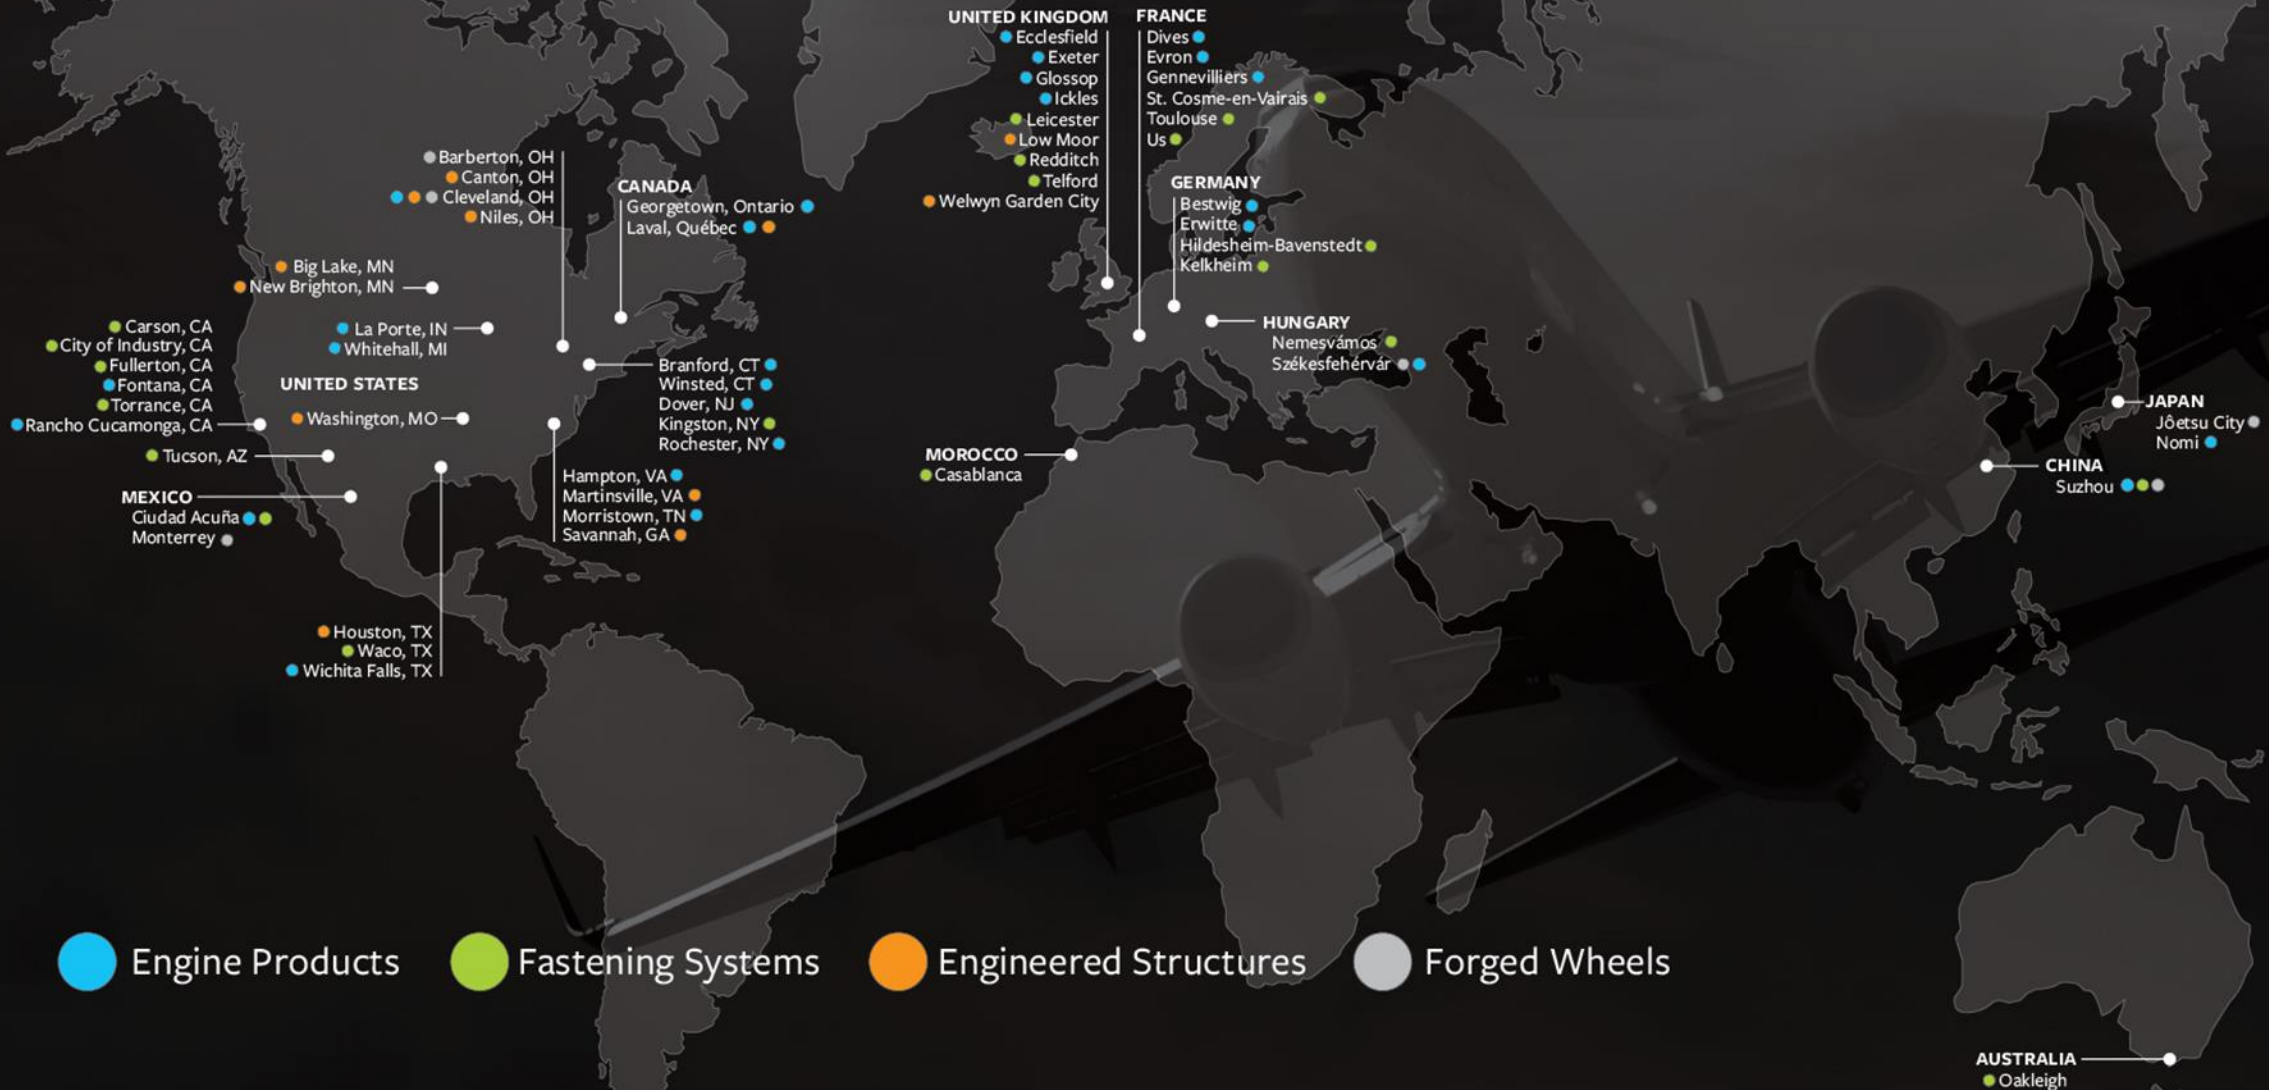 UNITED KINGDOM
Ecclesfield
Exeter
Glossop
Ickles
Leicester
Low Moor
Redditch
Telford
Welwyn Garden City
FRANCE
Dives
Evron
Gennevilliers
St. Cosme-en-Vairais
Toulouse
Us
Barberton, OH
Canton, OH
Cleveland, OH
Niles, OH
CANADA
Georgetown, Ontario
Laval, Québec
GERMANY
Bestwig
Erwitte
Hildesheim-Bavenstedt
Kelkheim
Big Lake, MN
New Brighton, MN
La Porte, IN
Whitehall, MI
Carson, CA
City of Industry, CA
Fullerton, CA
Fontana, CA
Torrance, CA
Rancho Cucamonga, CA
UNITED STATES
Washington, MO
Tucson, AZ
MEXICO
Ciudad Acuña
Monterrey
Branford, CT
Winsted, CT
Dover, NJ
Kingston, NY
Rochester, NY
Hampton, VA
Martinsville, VA
Morristown, TN
Savannah, GA
Houston, TX
Waco, TX
Wichita Falls, TX
HUNGARY
Nemesvámos
Székesfehérvár
MOROCCO
Casablanca
JAPAN
Jôetsu City
Nomi
CHINA
Suzhou
Engine Products
Fastening Systems
Engineered Structures
Forged Wheels
AUSTRALIA
Oakleigh